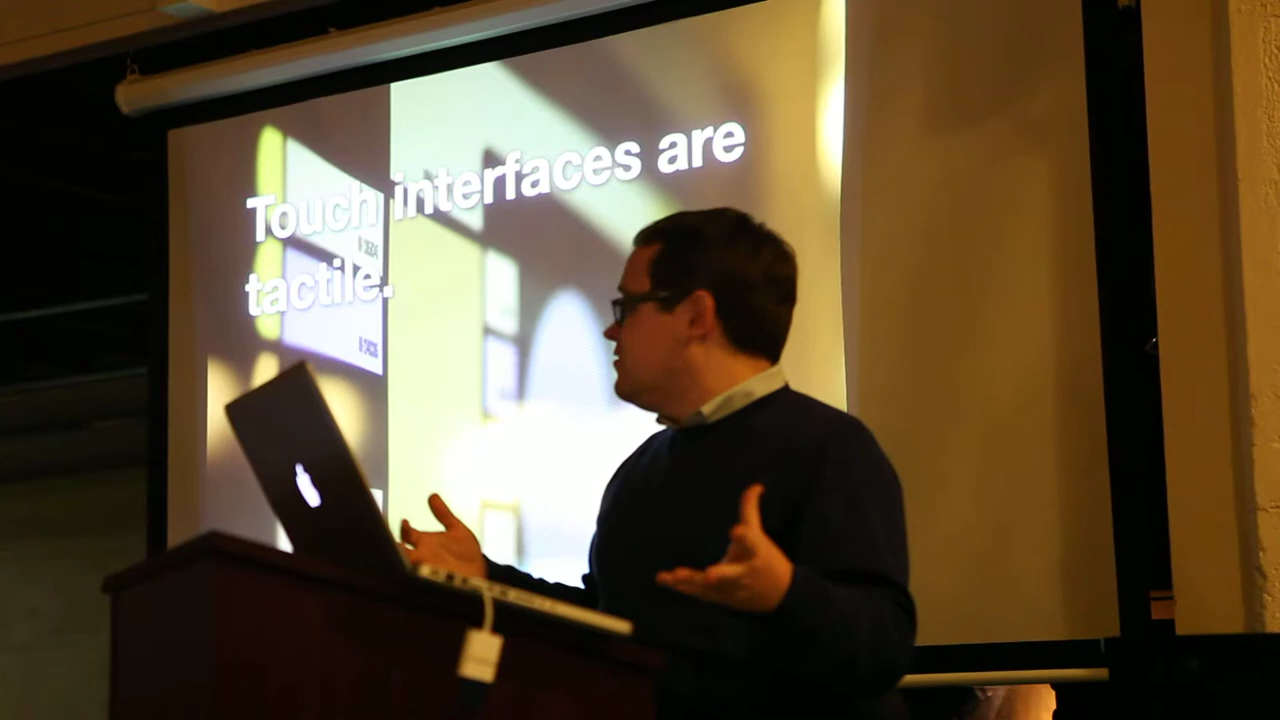 Touch interfaces are
tactile.